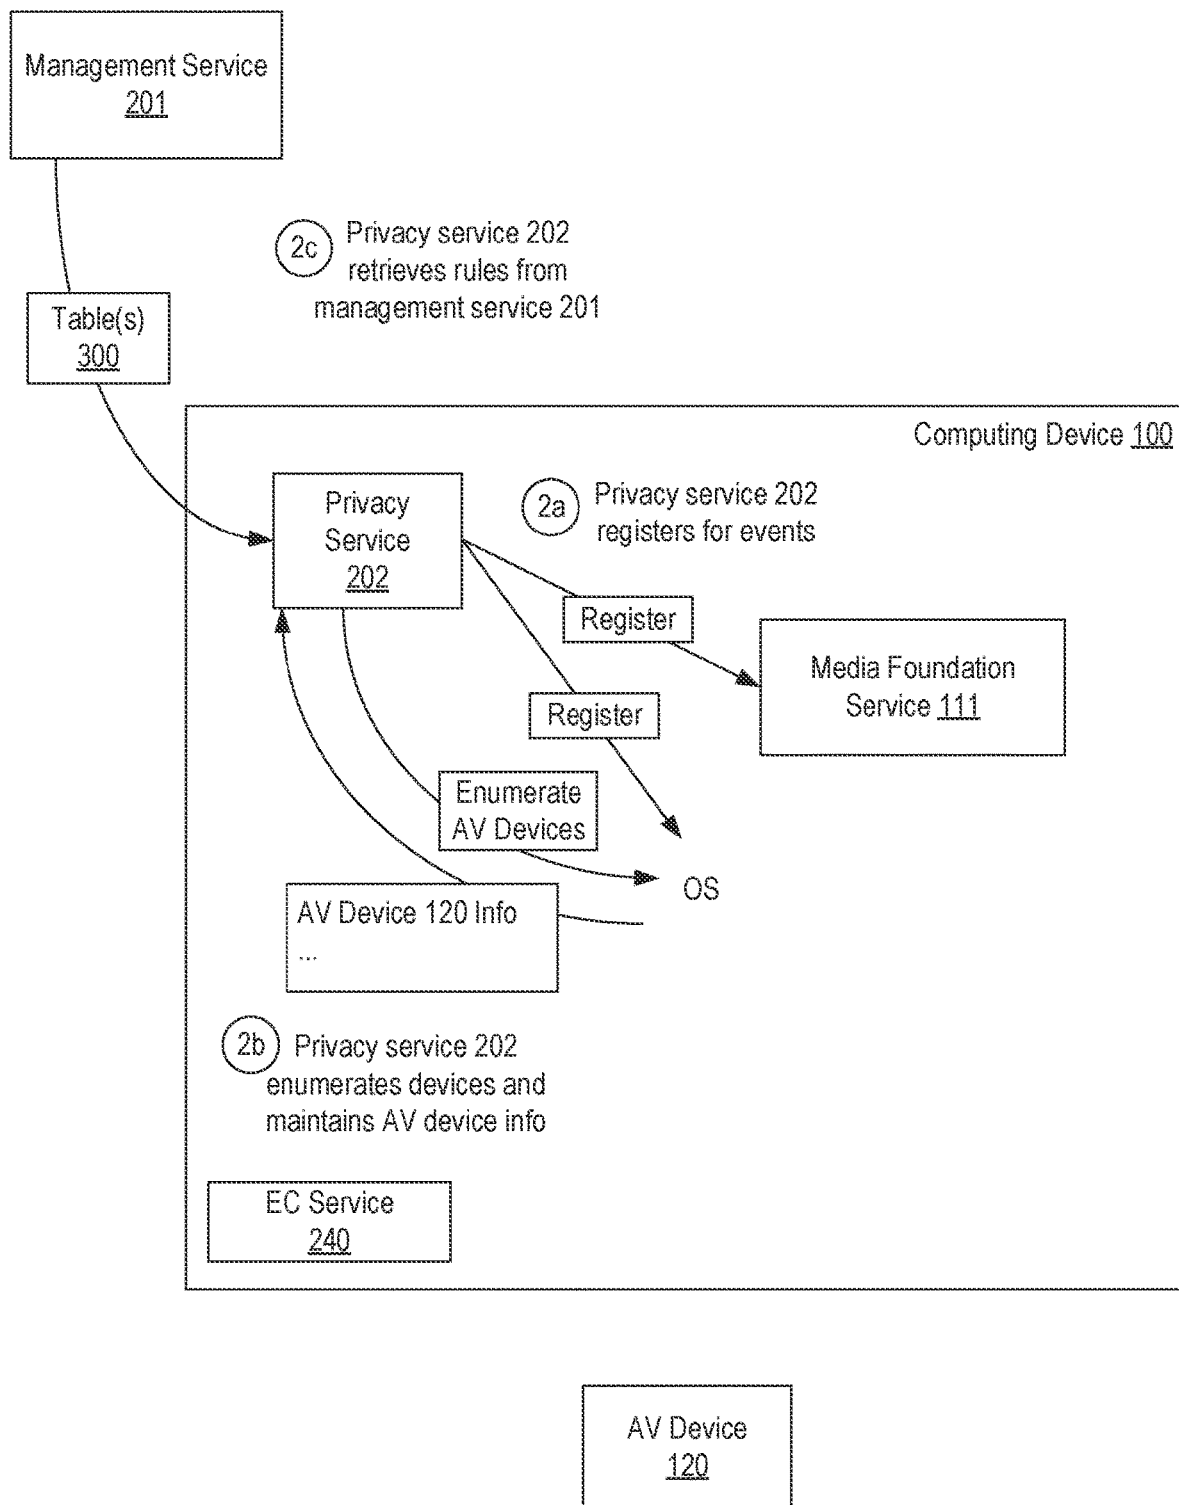 Management Service
201
2c
Privacy service 202
retrieves rules from
management service 201
Table(s)
300
Computing Device 100
Privacy
Service
202
2a
Privacy service 202
registers for events
Register
Media Foundation
Service 111
Register
Enumerate
AV Devices
OS
AV Device 120 Info
...
2b
Privacy service 202
enumerates devices and
maintains AV device info
EC Service
240
AV Device
120